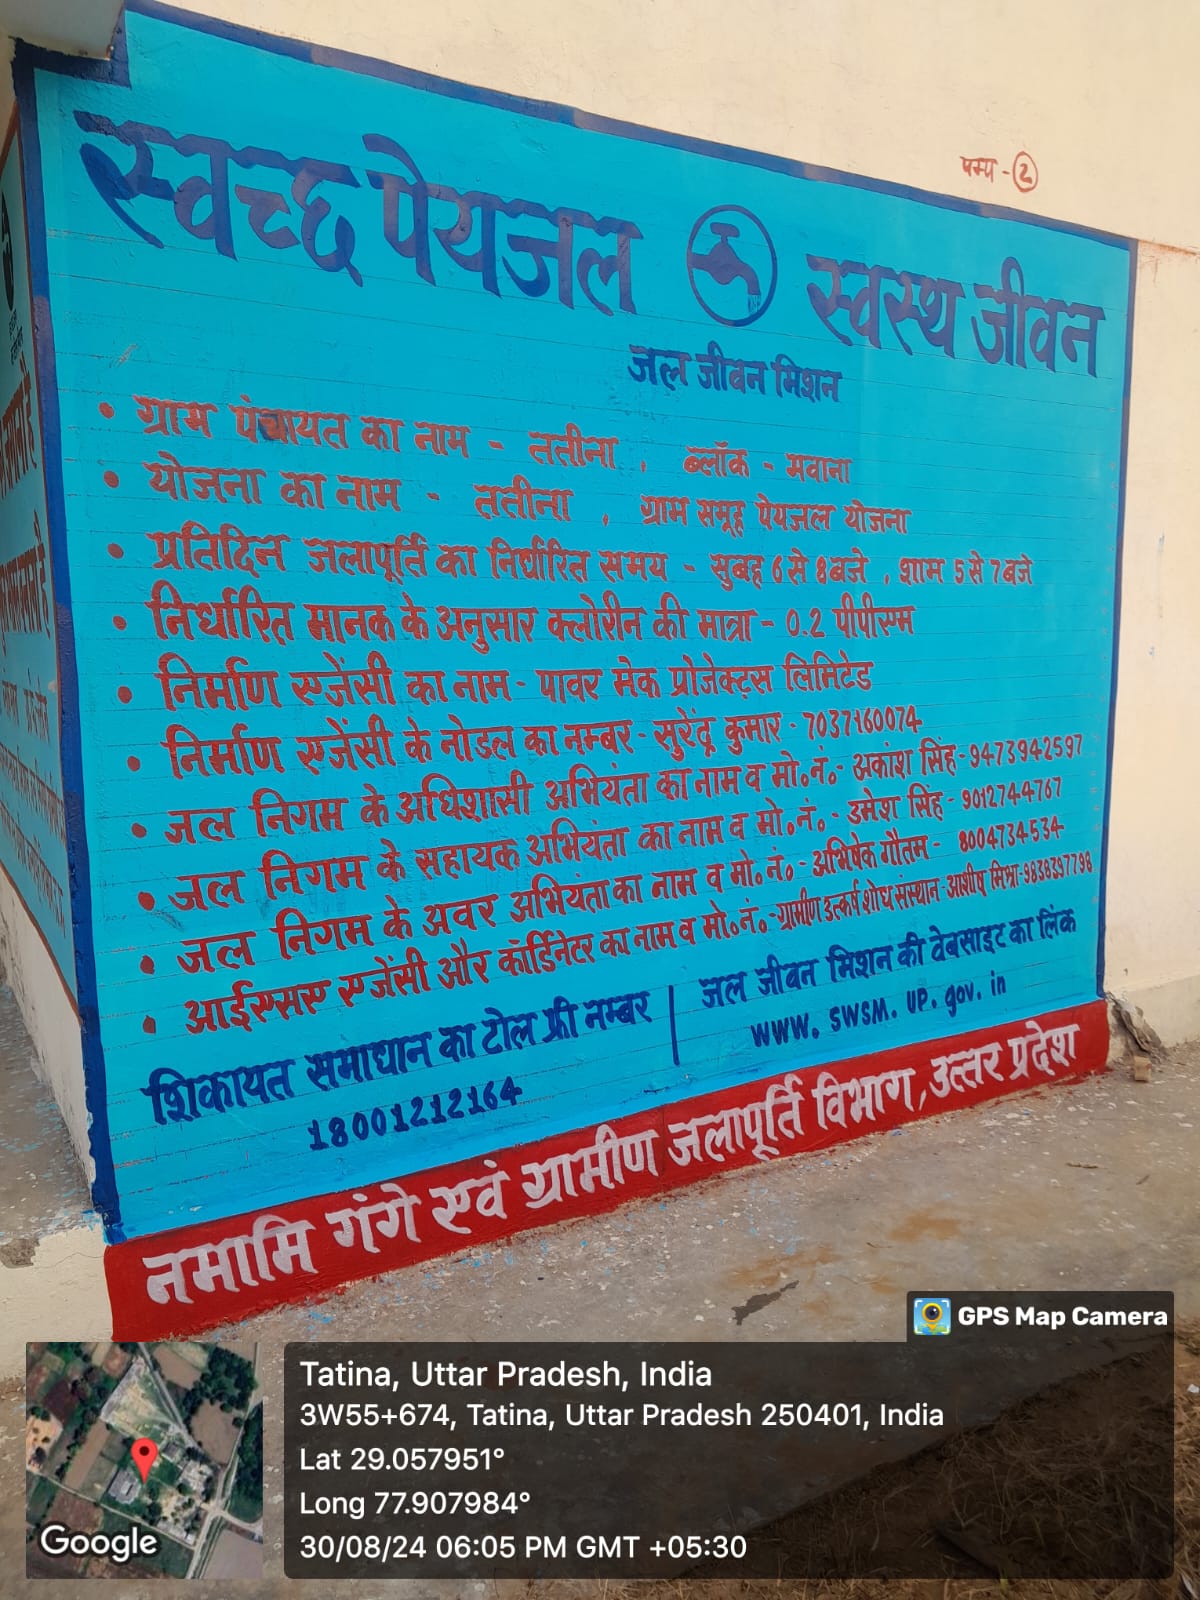 पम्प - 2
स्वच्छ पेयजल स्वस्थ जीवन
जल जीवन मिशन
• ग्राम पंचायत का नाम - ततीना , ब्लॉक - मवाना
• योजना का नाम - ततीना , ग्राम समूह पेयजल योजना
• प्रतिदिन जलापूर्ति का निर्धारित समय - सुबह 6 से 8 बजे , शाम 5 से 7 बजे
• निर्धारित मानक के अनुसार क्लोरीन की मात्रा - 0.2 पीपीएम
• निर्माण एजेंसी का नाम - पावर मेक प्रोजेक्ट्स लिमिटेड
• निर्माण एजेंसी के नोडल का नम्बर - सुरेंद्र कुमार - 7037160074
• जल निगम के अधिशासी अभियंता का नाम व मो॰नं॰- अकांश सिंह - 9473942597
• जल निगम के सहायक अभियंता का नाम व मो॰नं॰- उमेश सिंह - 9012744767
• जल निगम के अवर अभियंता का नाम व मो॰नं॰- अभिषेक गौतम - 8004734534
• आईएसए एजेंसी और कॉर्डिनेटर का नाम व मो॰नं॰- ग्रामीण उत्कर्ष शोध संस्थान - आशीष मिश्रा - 9838397798
शिकायत समाधान का टोल फ्री नम्बर | जल जीवन मिशन की वेबसाइट का लिंक
18001212164 www. swsm. up. gov. in
नमामि गंगे एवं ग्रामीण जलापूर्ति विभाग, उत्तर प्रदेश
GPS Map Camera
Tatina, Uttar Pradesh, India
3W55+674, Tatina, Uttar Pradesh 250401, India
Lat 29.057951°
Long 77.907984°
30/08/24 06:05 PM GMT +05:30
Google